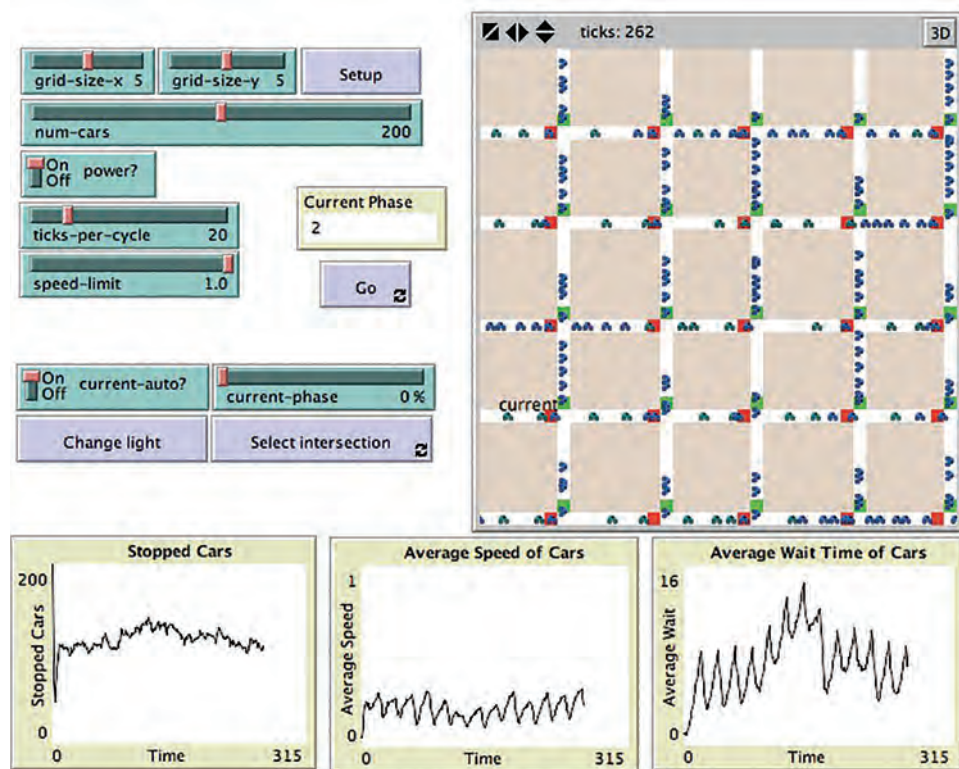 ticks: 262
3D
grid-size-x 5
grid-size-y 5
Setup
num-cars 200
On
Off
power?
Current Phase
2
ticks-per-cycle 20
speed-limit 1.0
Go
On
Off
current-auto?
current-phase 0 %
current
Change light
Select intersection
Stopped Cars
200
Stopped Cars
0
0
Time
315
Average Speed of Cars
1
Average Speed
0
0
Time
315
Average Wait Time of Cars
16
Average Wait
0
0
Time
315